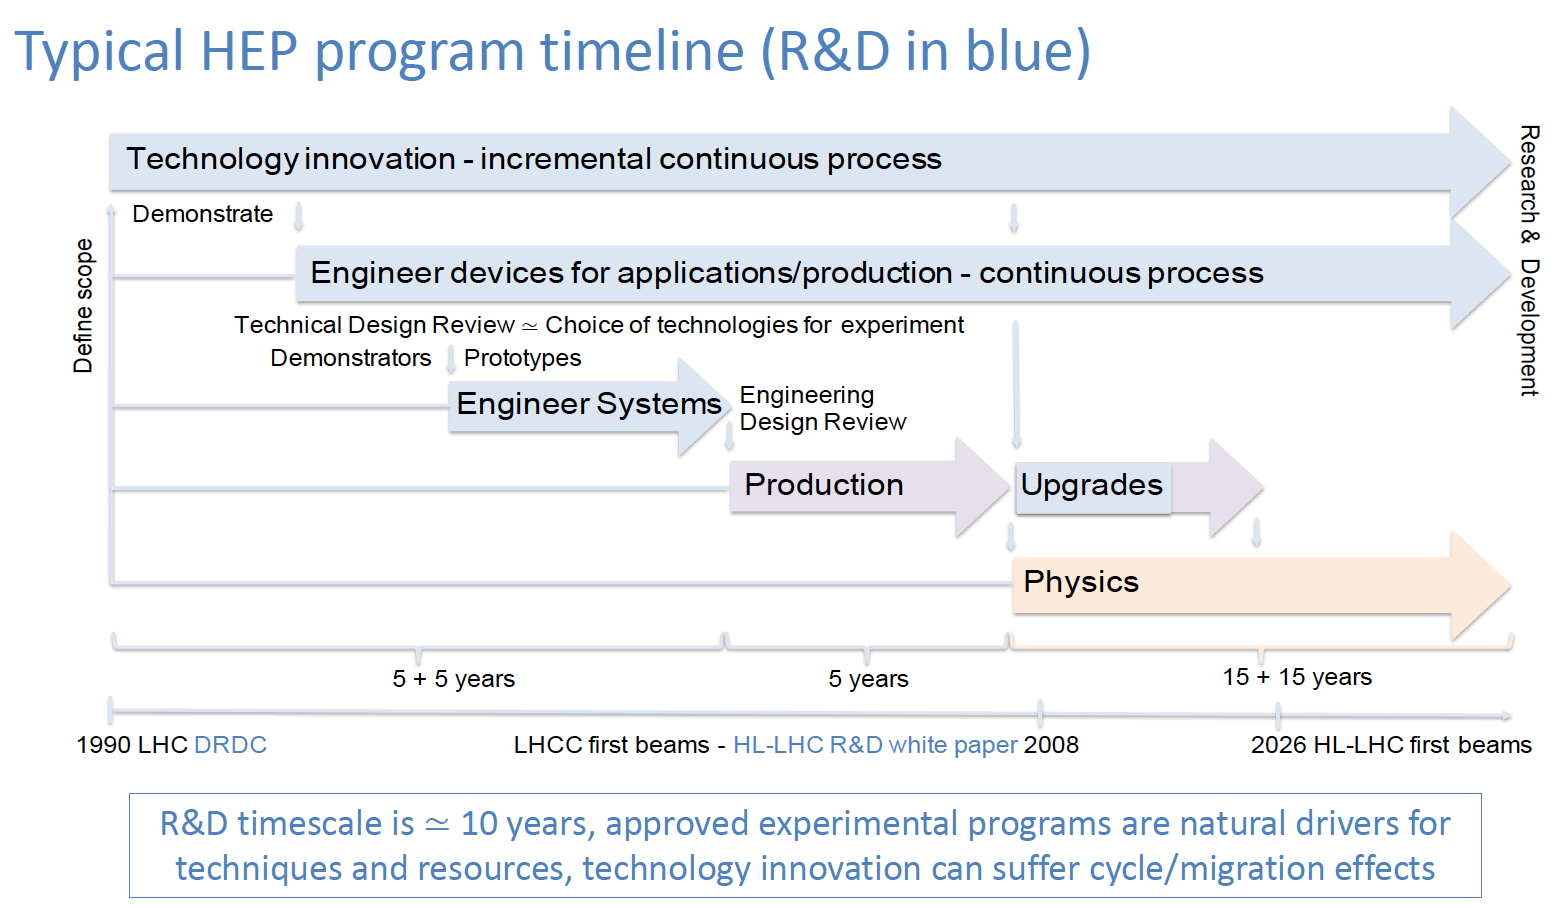 Typical HEP program timeline (R&D in blue)
Technology innovation - incremental continuous process
Research & Development
Demonstrate
Define scope
Engineer devices for applications/production - continuous process
Technical Design Review ≃ Choice of technologies for experiment
Demonstrators
Prototypes
Engineer Systems
Engineering
Design Review
Production
Upgrades
Physics
5 + 5 years
5 years
15 + 15 years
1990 LHC DRDC
LHCC first beams - HL-LHC R&D white paper 2008
2026 HL-LHC first beams
R&D timescale is ≃ 10 years, approved experimental programs are natural drivers for
techniques and resources, technology innovation can suffer cycle/migration effects